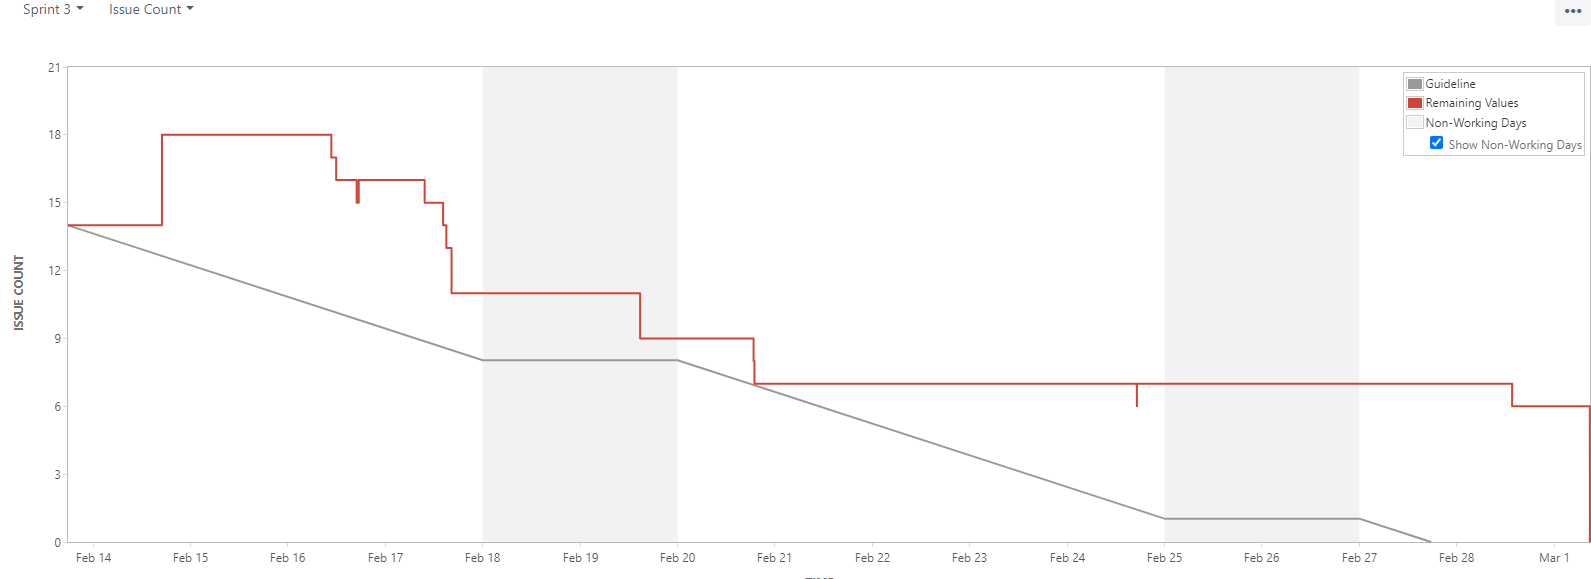 Sprint 3 Issue Count
•••
21
Guideline
Remaining Values
Non-Working Days
Show Non-Working Days
18
15
12
9
6
3
0
ISSUE COUNT
Feb 14 Feb 15 Feb 16 Feb 17 Feb 18 Feb 19 Feb 20 Feb 21 Feb 22 Feb 23 Feb 24 Feb 25 Feb 26 Feb 27 Feb 28 Mar 1